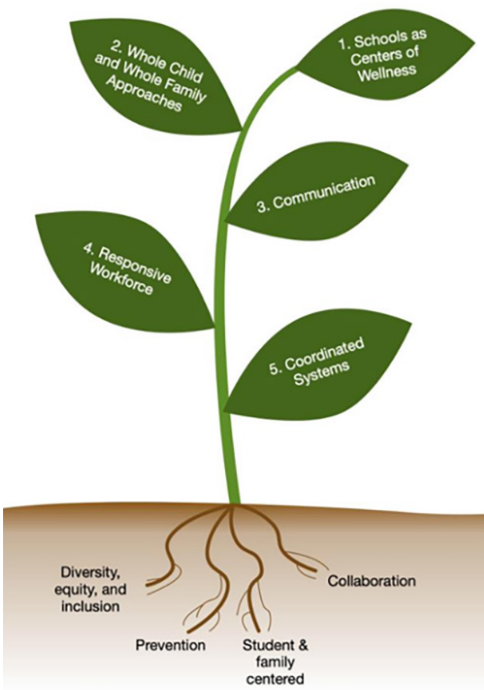 1. Schools as
Centers of
Wellness
2. Whole Child
and Whole Family
Approaches
3. Communication
4. Responsive
Workforce
5. Coordinated
Systems
Diversity,
equity, and
inclusion
Prevention
Student &
family
centered
Collaboration